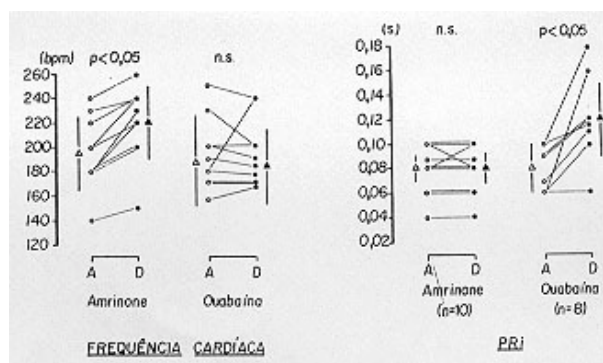 (bpm) p<0,05 n.s.
260
240
220
200
180
160
140
120
A D A D
Amrinone Ouabaína
FREQUÊNCIA CARDÍACA
(s) n.s. p<0,05
0,18
0,16
0,14
0,12
0,10
0,08
0,06
0,04
0,02
A D A D
Amrinone Ouabaína
(n=10) (n=8)
PRi